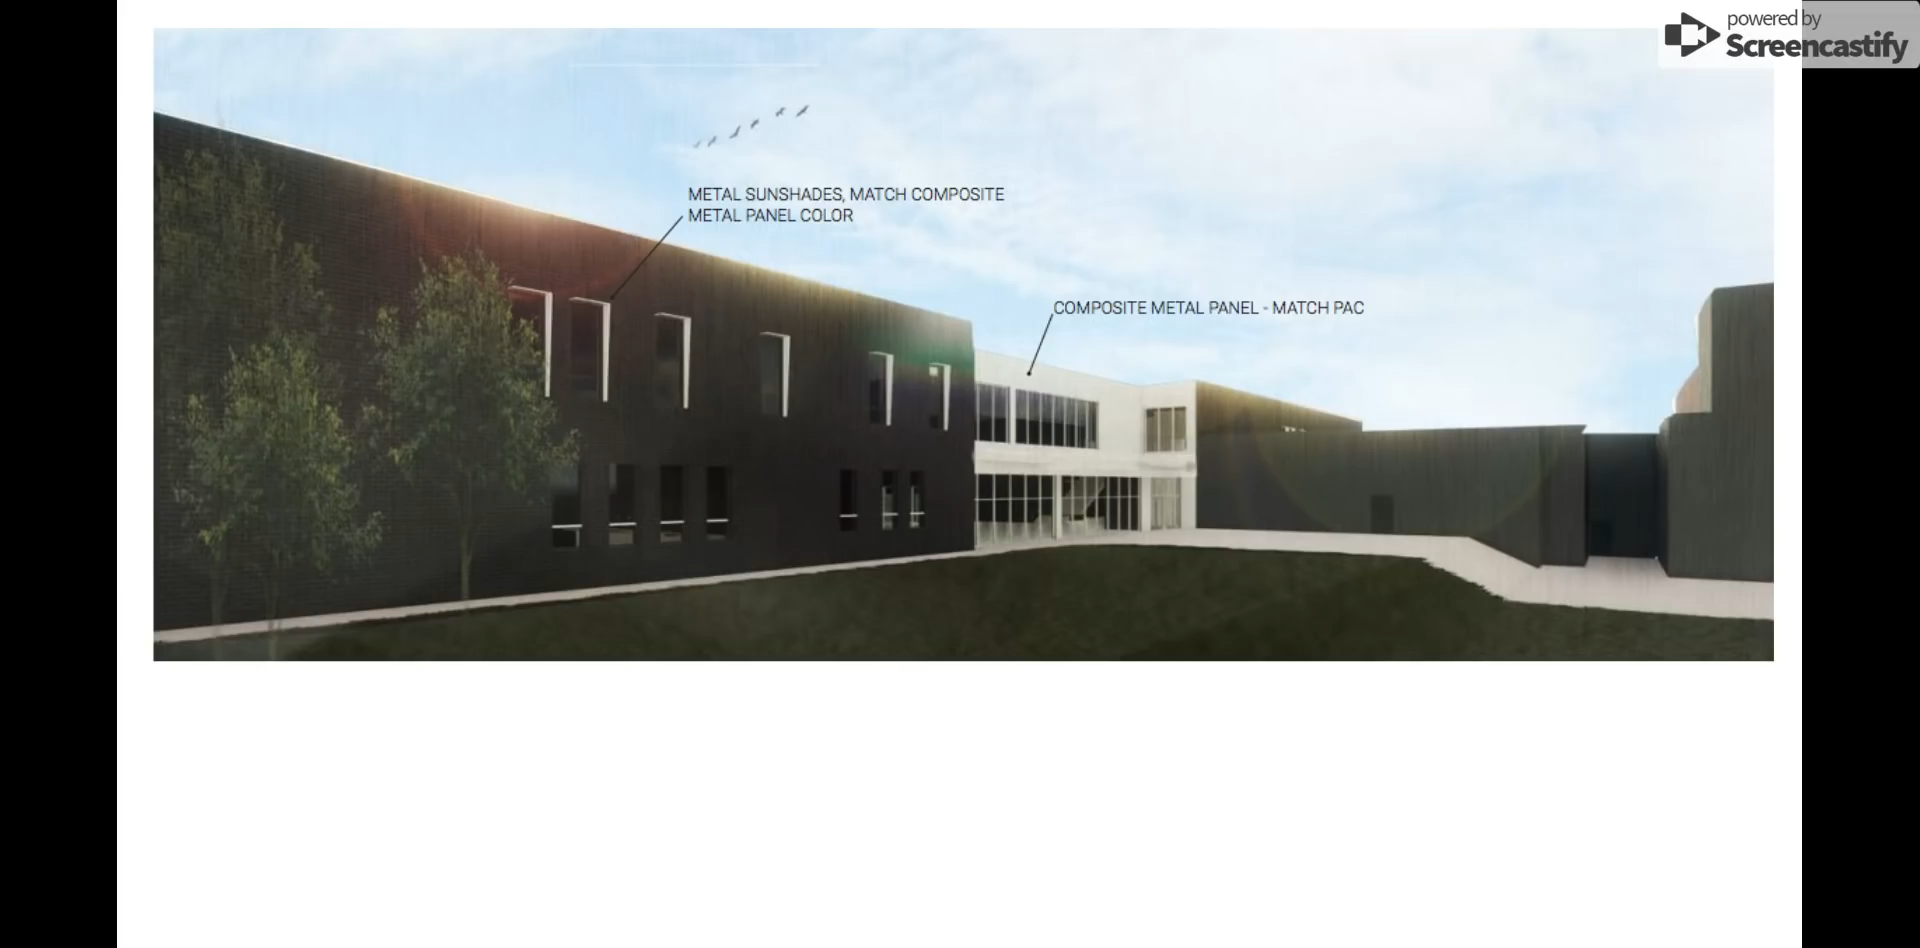 powered by
Screencastify
METAL SUNSHADES, MATCH COMPOSITE
METAL PANEL COLOR
COMPOSITE METAL PANEL - MATCH PAC